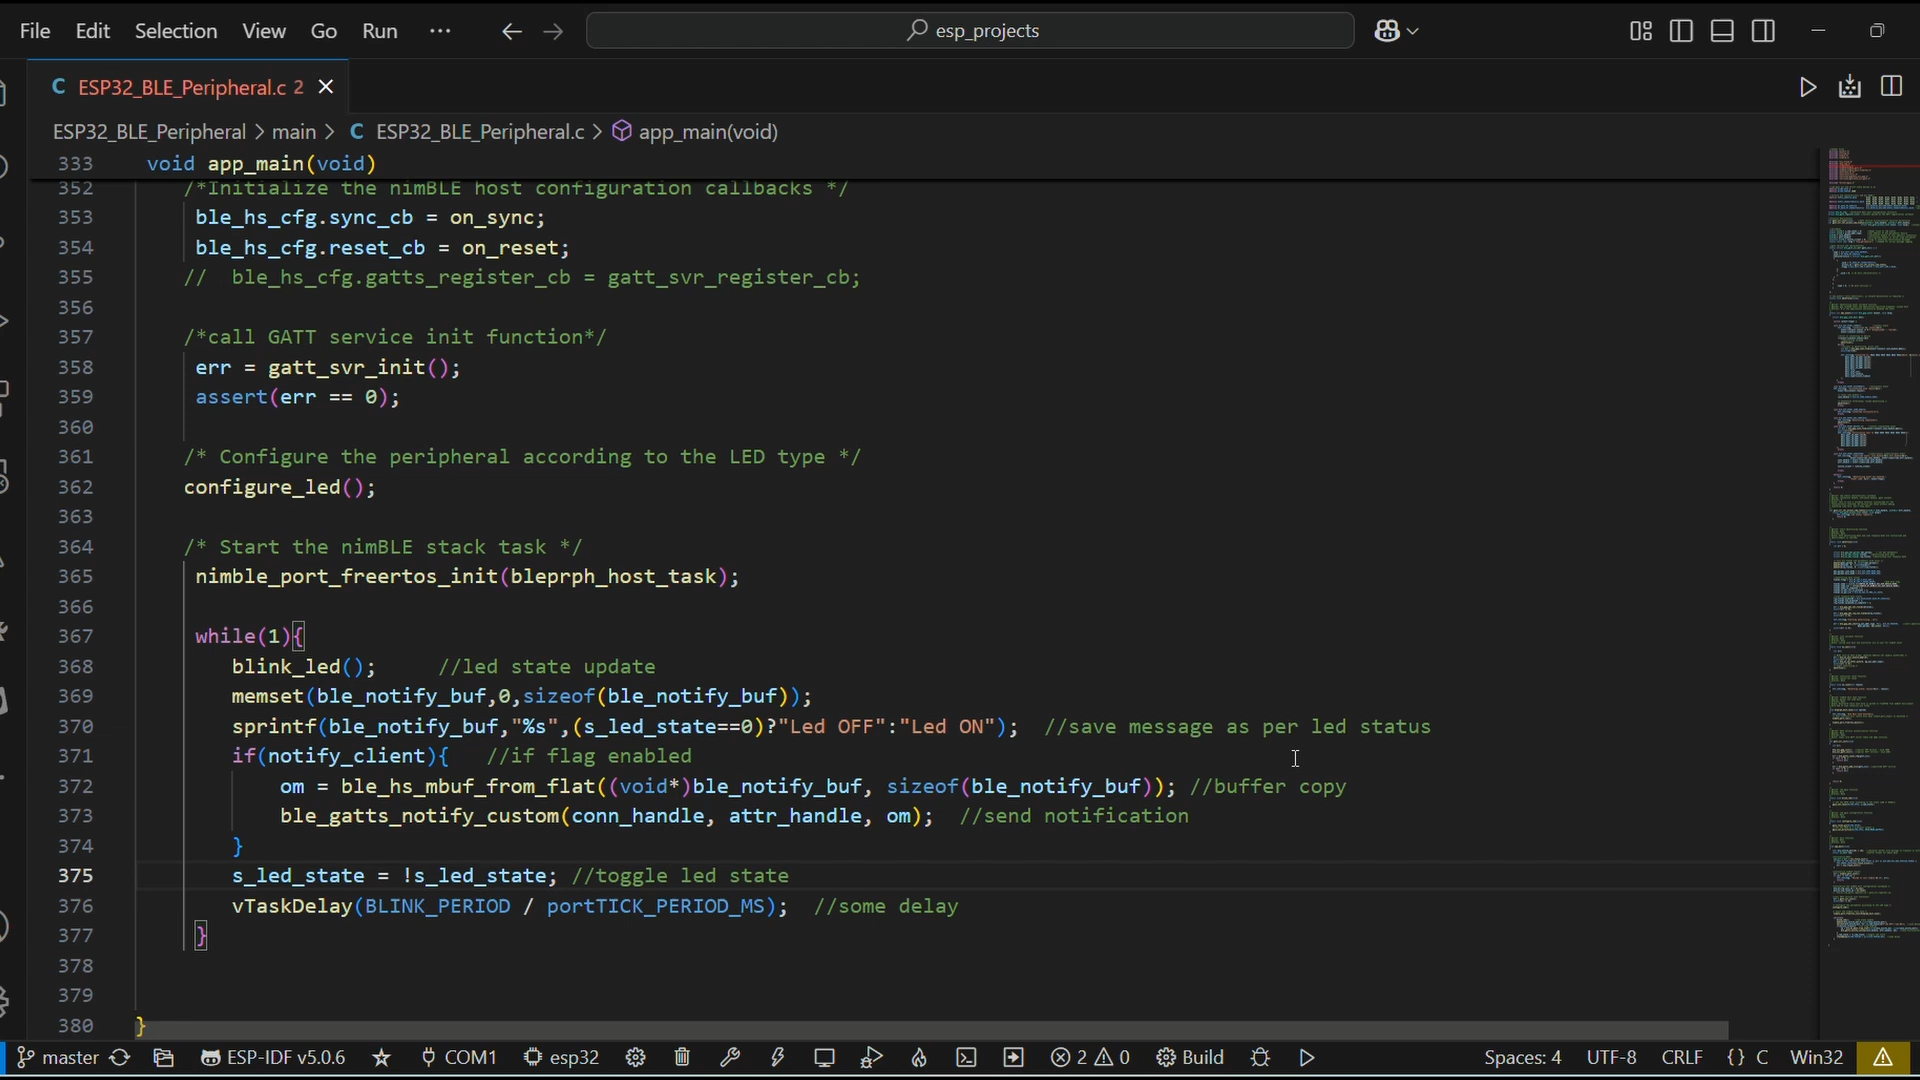 File Edit Selection View Go Run ··· esp_projects
C ESP32_BLE_Peripheral.c 2
ESP32_BLE_Peripheral > main > C ESP32_BLE_Peripheral.c > app_main(void)
333 void app_main(void)
352 /*Initialize the nimBLE host configuration callbacks */
353 ble_hs_cfg.sync_cb = on_sync;
354 ble_hs_cfg.reset_cb = on_reset;
355 // ble_hs_cfg.gatts_register_cb = gatt_svr_register_cb;
356
357 /*call GATT service init function*/
358 err = gatt_svr_init();
359 assert(err == 0);
360
361 /* Configure the peripheral according to the LED type */
362 configure_led();
363
364 /* Start the nimBLE stack task */
365 nimble_port_freertos_init(bleprph_host_task);
366
367 while(1){
368 blink_led(); //led state update
369 memset(ble_notify_buf,0,sizeof(ble_notify_buf));
370 sprintf(ble_notify_buf,"%s",(s_led_state==0)?"Led OFF":"Led ON"); //save message as per led status
371 if(notify_client){ //if flag enabled
372 om = ble_hs_mbuf_from_flat((void*)ble_notify_buf, sizeof(ble_notify_buf)); //buffer copy
373 ble_gatts_notify_custom(conn_handle, attr_handle, om); //send notification
374 }
375 s_led_state = !s_led_state; //toggle led state
376 vTaskDelay(BLINK_PERIOD / portTICK_PERIOD_MS); //some delay
377 }
378
379
380 }
master ESP-IDF v5.0.6 COM1 esp32 2 0 Build Spaces: 4 UTF-8 CRLF {} C Win32